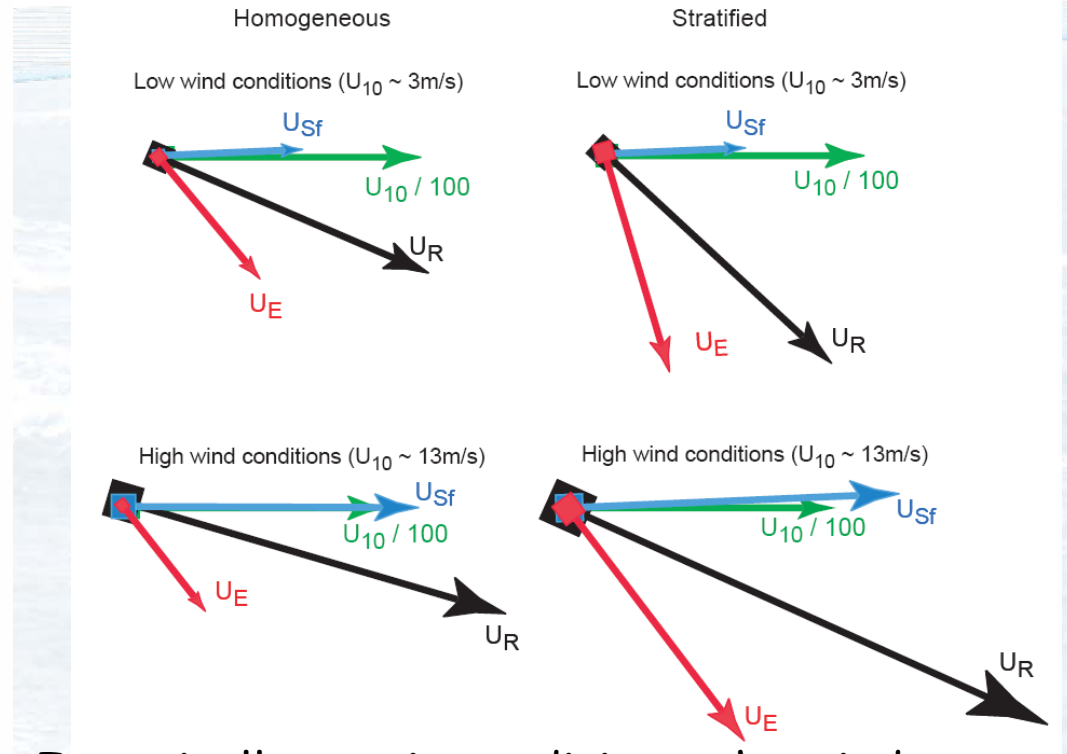 Homogeneous
Stratified
Low wind conditions (U10 ~ 3m/s)
Low wind conditions (U10 ~ 3m/s)
USf
USf
U10 / 100
U10 / 100
UR
UE
UE
UR
High wind conditions (U10 ~ 13m/s)
High wind conditions (U10 ~ 13m/s)
USf
USf
U10 / 100
U10 / 100
UE
UR
UR
UE